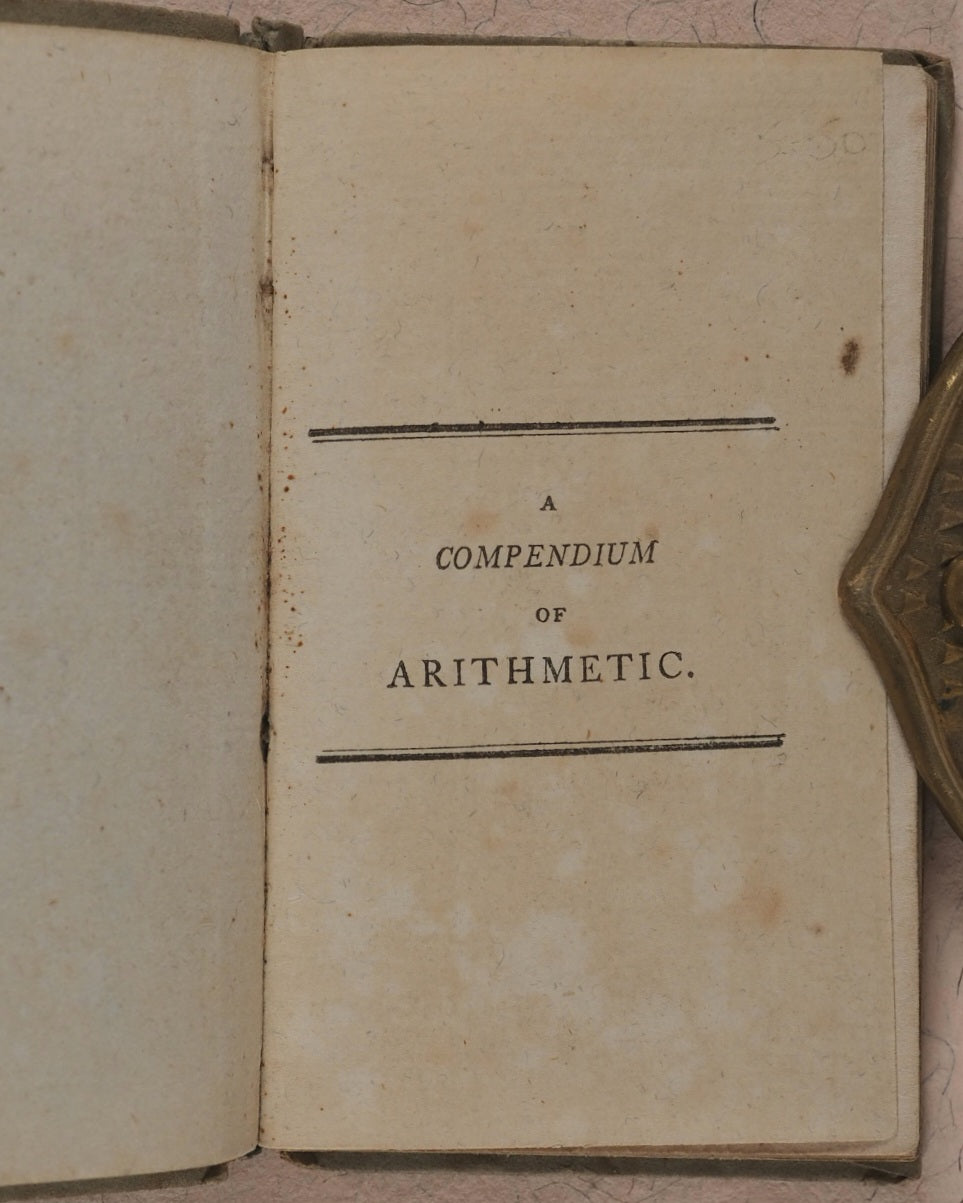 A
COMPENDIUM
OF
ARITHMETIC.